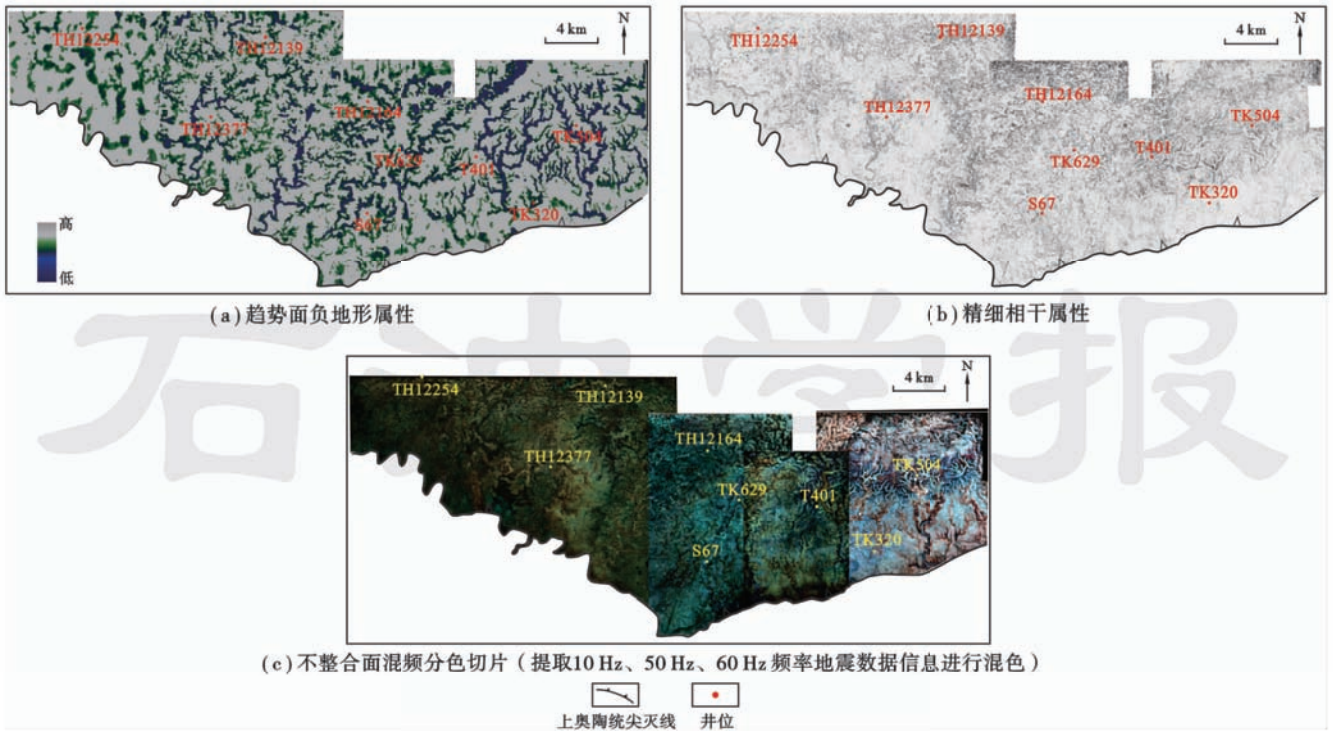 TH12254
TH12139
4 km
N
TH12164
TH12377
TK504
TK629
T401
TK320
S67
高
低
(a)趋势面负地形属性
TH12254
TH12139
4 km
N
TH12164
TH12377
TK504
T401
TK629
TK320
S67
(b)精细相干属性
TH12254
TH12139
4 km
N
TH12164
TH12377
TK504
TK629
T401
S67
TK320
(c)不整合面混频分色切片(提取10 Hz、50 Hz、60 Hz 频率地震数据信息进行混色)
上奥陶统尖灭线
井位
石油学报